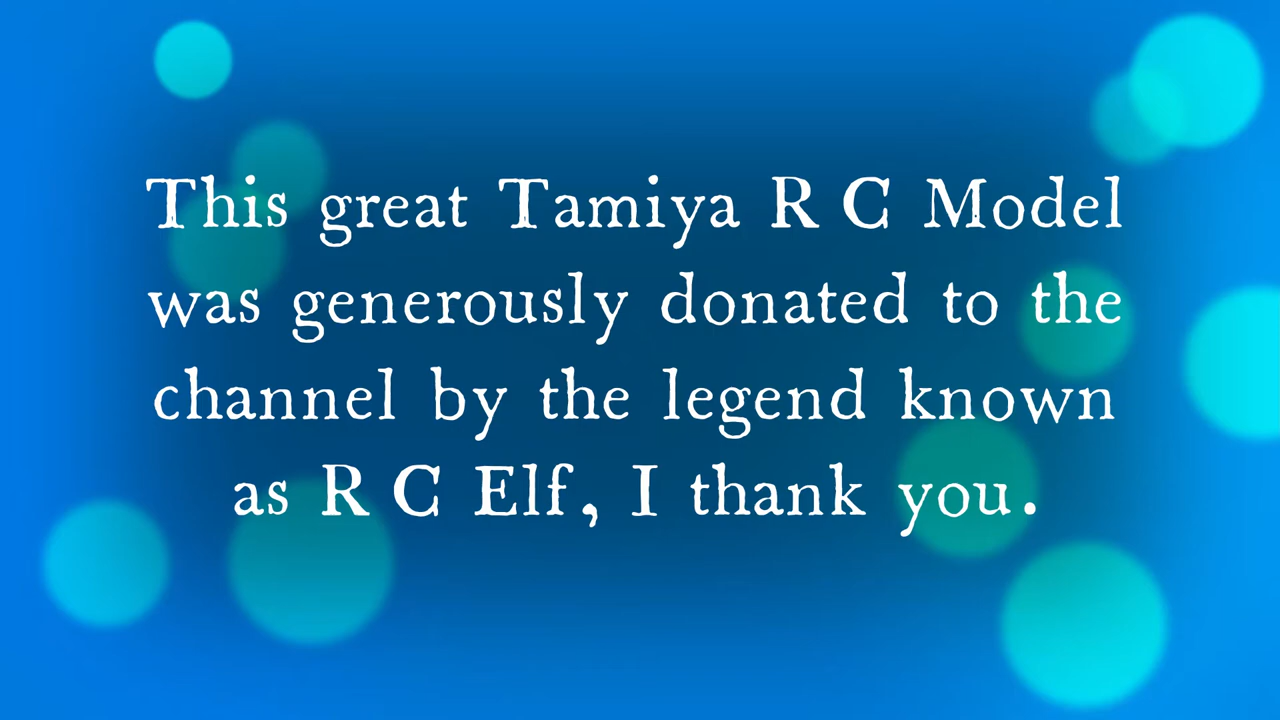 This great Tamiya R C Model
was generously donated to the
channel by the legend known
as R C Elf, I thank you.